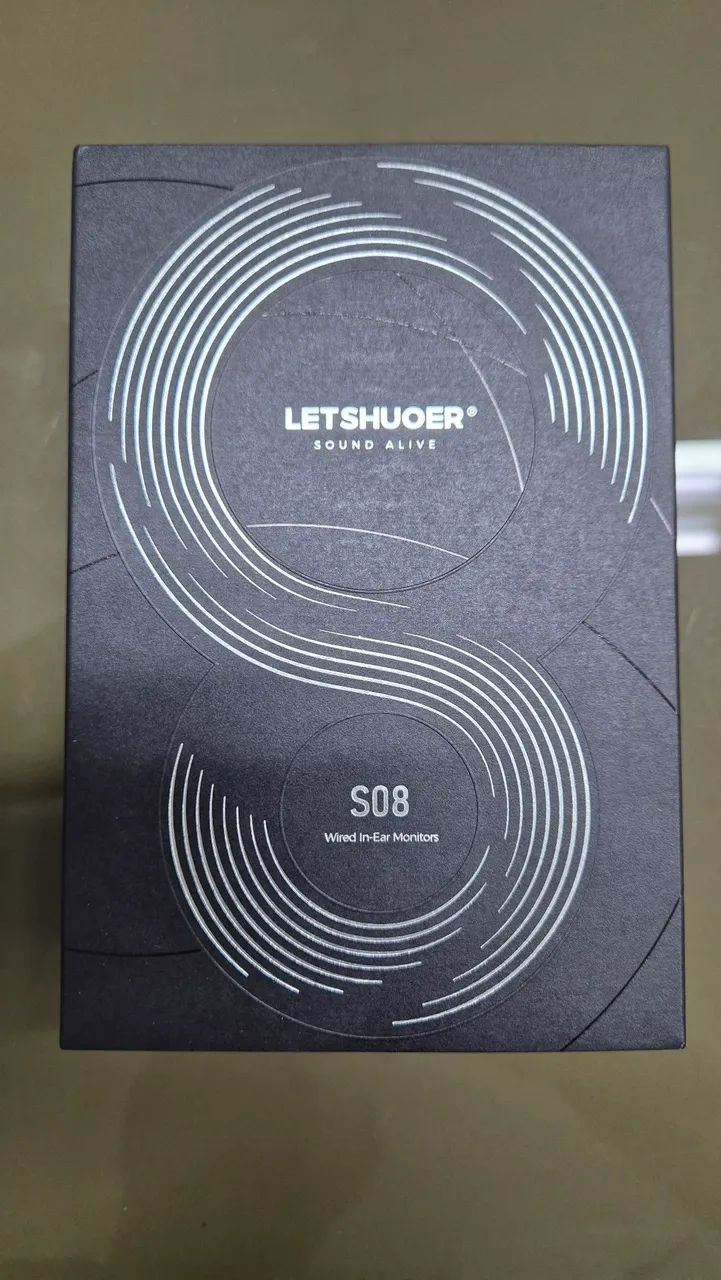 LETSHUOER®
SOUND ALIVE
S08
Wired In-Ear Monitors